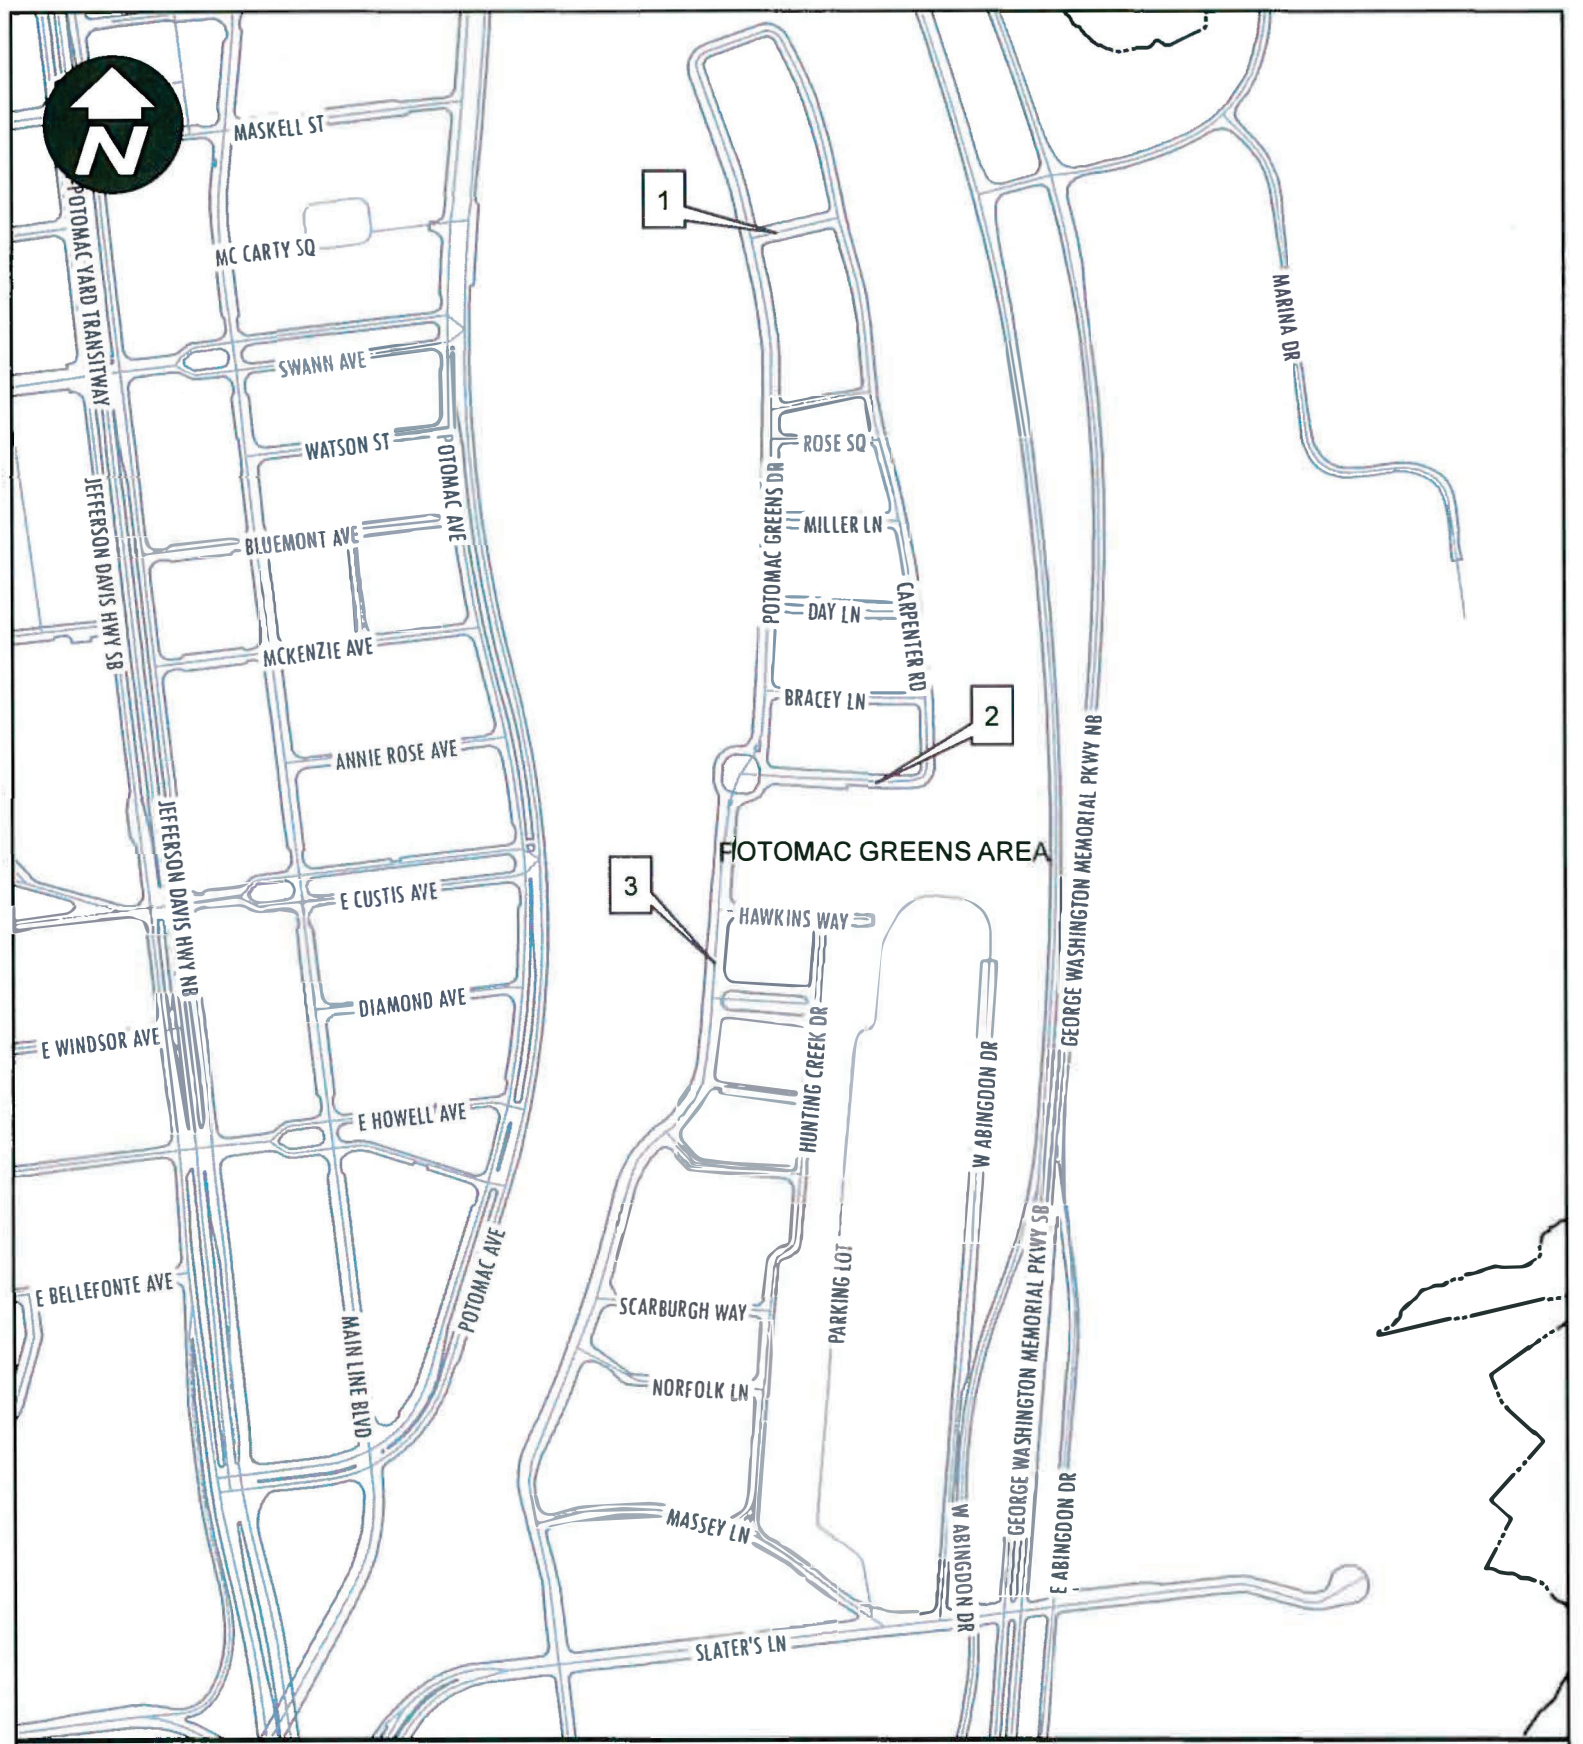 N
MASKELL ST
1
POTOMAC YARD TRANSITWAY
MC CARTY SQ
MARINA DR
SWANN AVE
WATSON ST
POTOMAC AVE
ROSE SQ
POTOMAC GREENS DR
JEFFERSON DAVIS HWY SB
MILLER LN
BLUEMONT AVE
DAY LN
CARPENTER RD
MCKENZIE AVE
BRACEY LN
2
ANNIE ROSE AVE
GEORGE WASHINGTON MEMORIAL PKWY NB
JEFFERSON DAVIS HWY NB
POTOMAC GREENS AREA
3
E CUSTIS AVE
HAWKINS WAY
DIAMOND AVE
E WINDSOR AVE
HUNTING CREEK DR
W ABINGDON DR
E HOWELL AVE
GEORGE WASHINGTON MEMORIAL PKWY SB
POTOMAC AVE
E BELLEFONTE AVE
PARKING LOT
SCARBURGH WAY
MAIN LINE BLVD
NORFOLK LN
MASSEY LN
W ABINGDON DR
E ABINGDON DR
SLATER'S LN